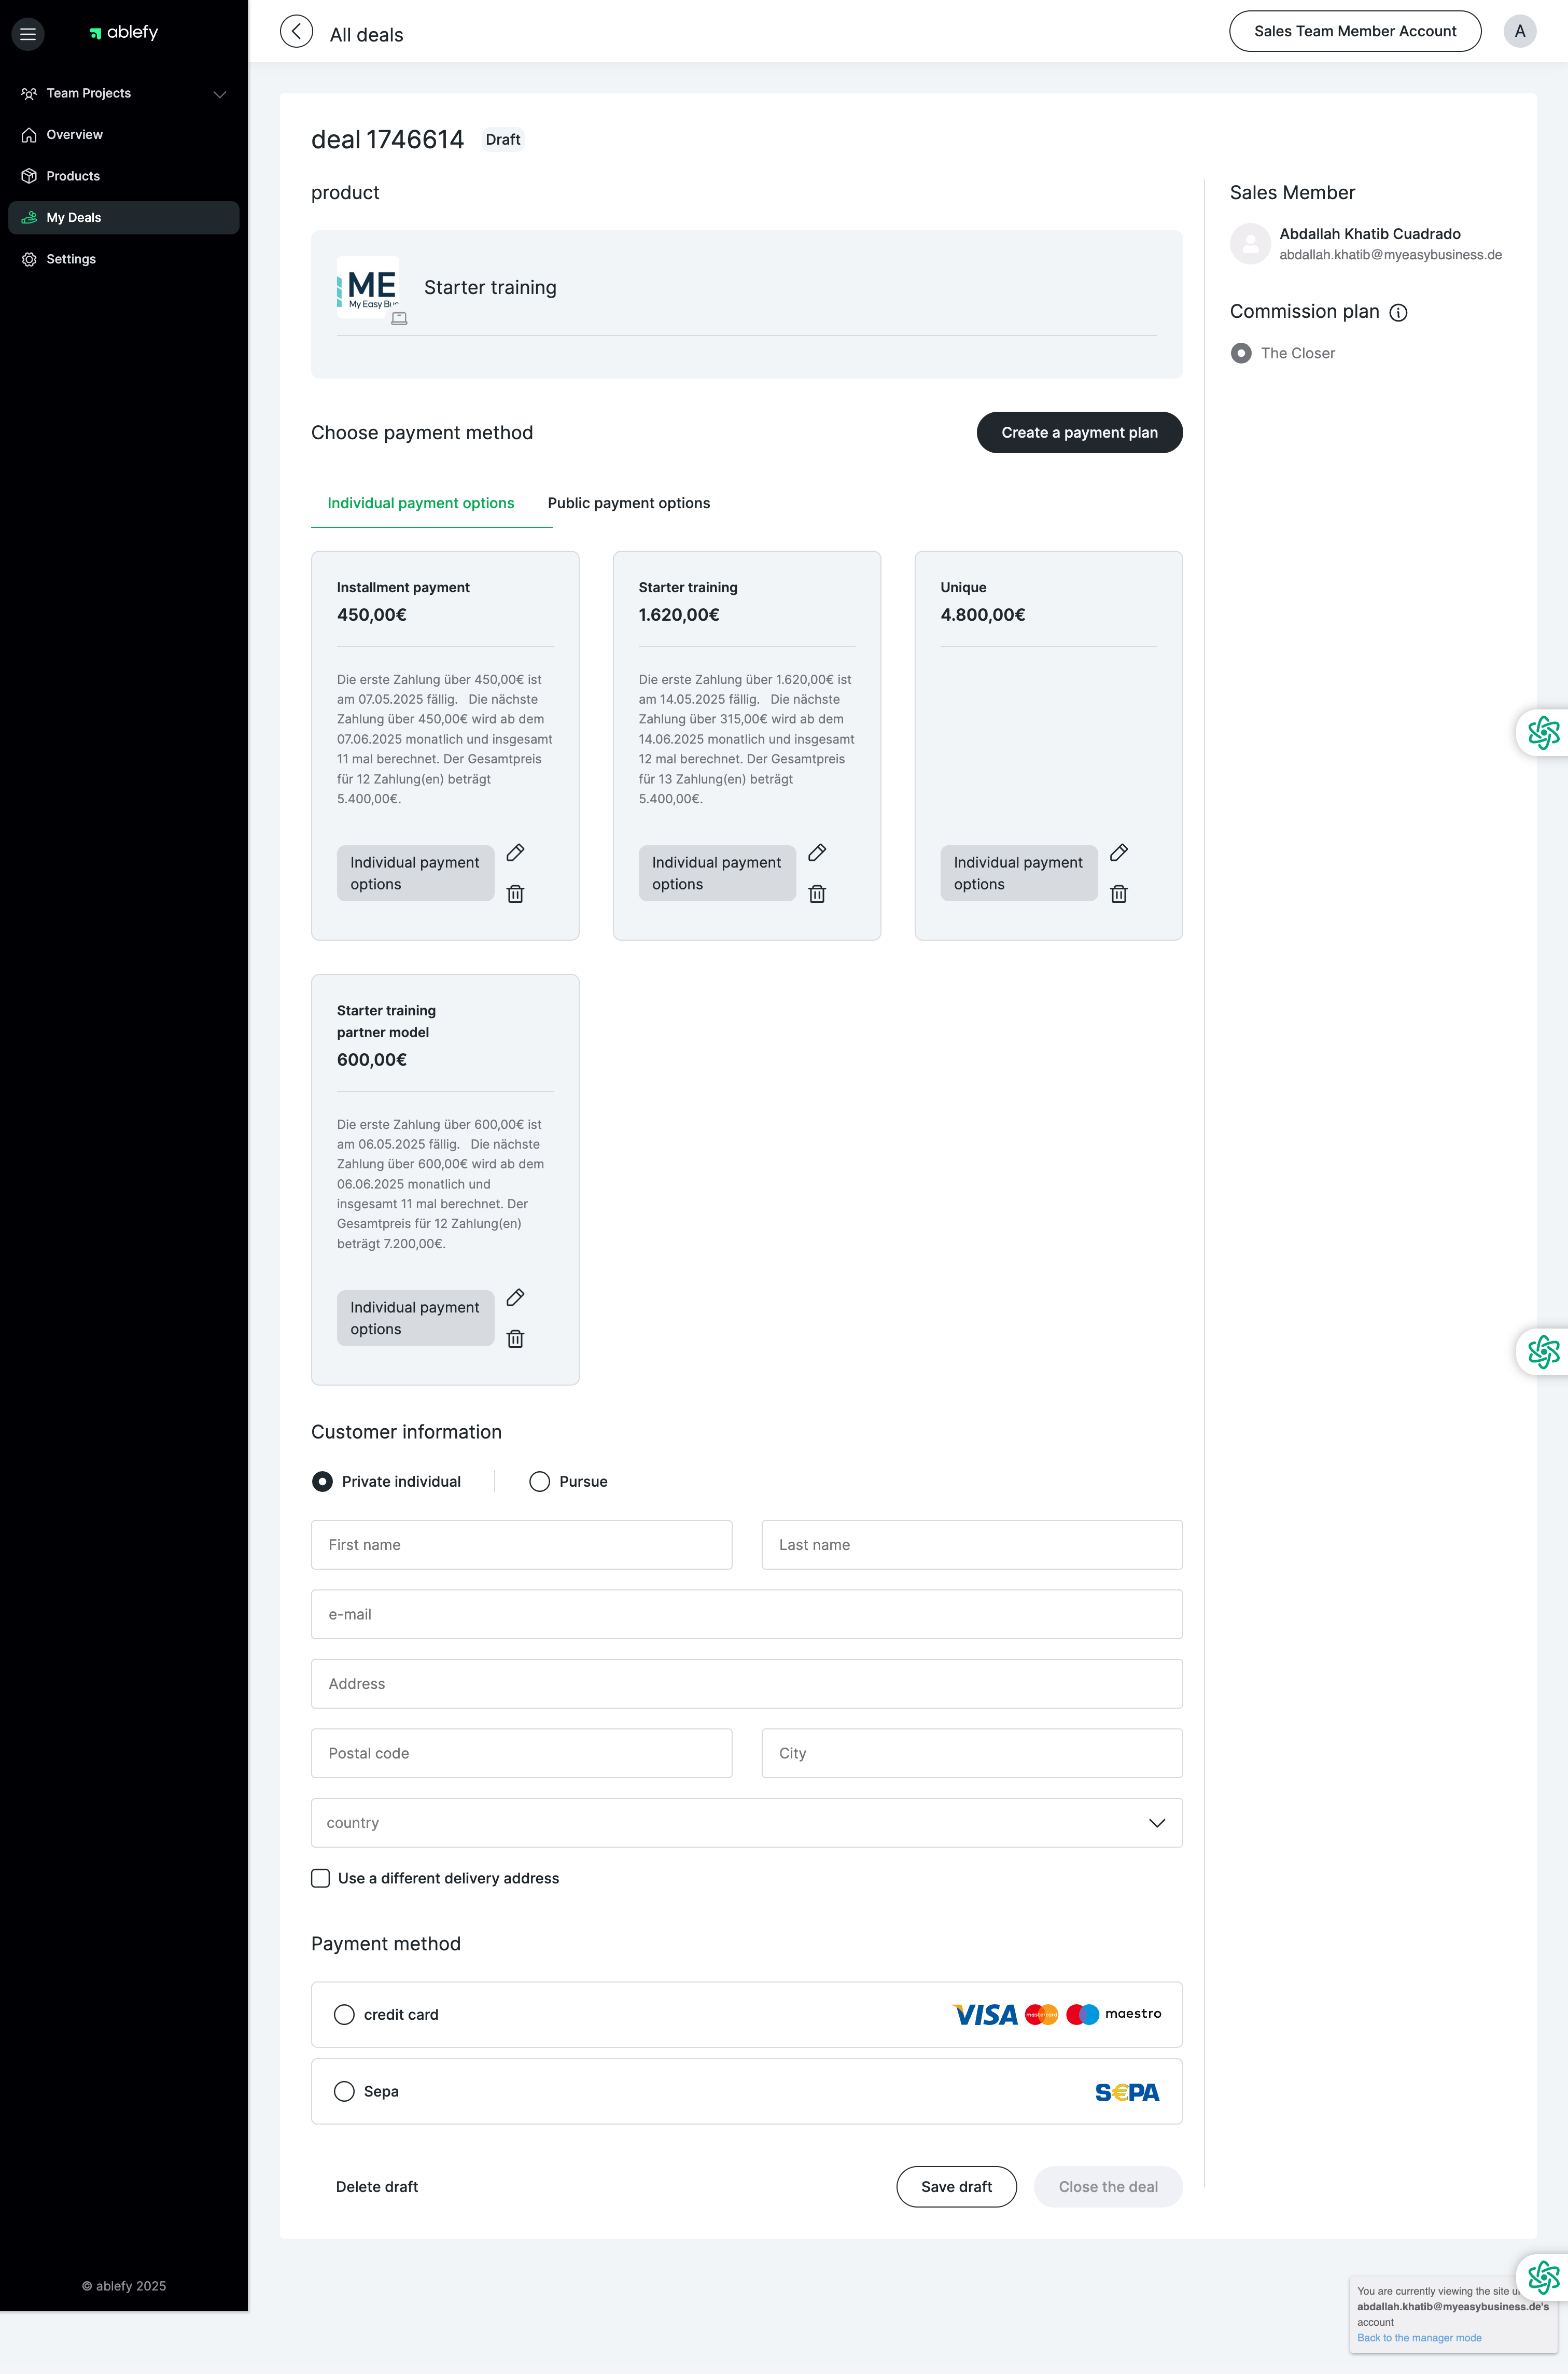 ablefy
All deals
Sales Team Member Account
A
Team Projects
Overview
Products
My Deals
Settings
deal 1746614
Draft
product
ME
My Easy Bus
Starter training
Sales Member
Abdallah Khatib Cuadrado
abdallah.khatib@myeasybusiness.de
Commission plan
The Closer
Choose payment method
Create a payment plan
Individual payment options
Public payment options
Installment payment
450,00€
Die erste Zahlung über 450,00€ ist
am 07.05.2025 fällig. Die nächste
Zahlung über 450,00€ wird ab dem
07.06.2025 monatlich und insgesamt
11 mal berechnet. Der Gesamtpreis
für 12 Zahlung(en) beträgt
5.400,00€.
Individual payment
options
Starter training
1.620,00€
Die erste Zahlung über 1.620,00€ ist
am 14.05.2025 fällig. Die nächste
Zahlung über 315,00€ wird ab dem
14.06.2025 monatlich und insgesamt
12 mal berechnet. Der Gesamtpreis
für 13 Zahlung(en) beträgt
5.400,00€.
Individual payment
options
Unique
4.800,00€
Individual payment
options
Starter training
partner model
600,00€
Die erste Zahlung über 600,00€ ist
am 06.05.2025 fällig. Die nächste
Zahlung über 600,00€ wird ab dem
06.06.2025 monatlich und
insgesamt 11 mal berechnet. Der
Gesamtpreis für 12 Zahlung(en)
beträgt 7.200,00€.
Individual payment
options
Customer information
Private individual
Pursue
First name
Last name
e-mail
Address
Postal code
City
country
Use a different delivery address
Payment method
credit card
VISA
mastercard
maestro
Sepa
S€PA
Delete draft
Save draft
Close the deal
© ablefy 2025
You are currently viewing the site
abdallah.khatib@myeasybusiness.de's
account
Back to the manager mode